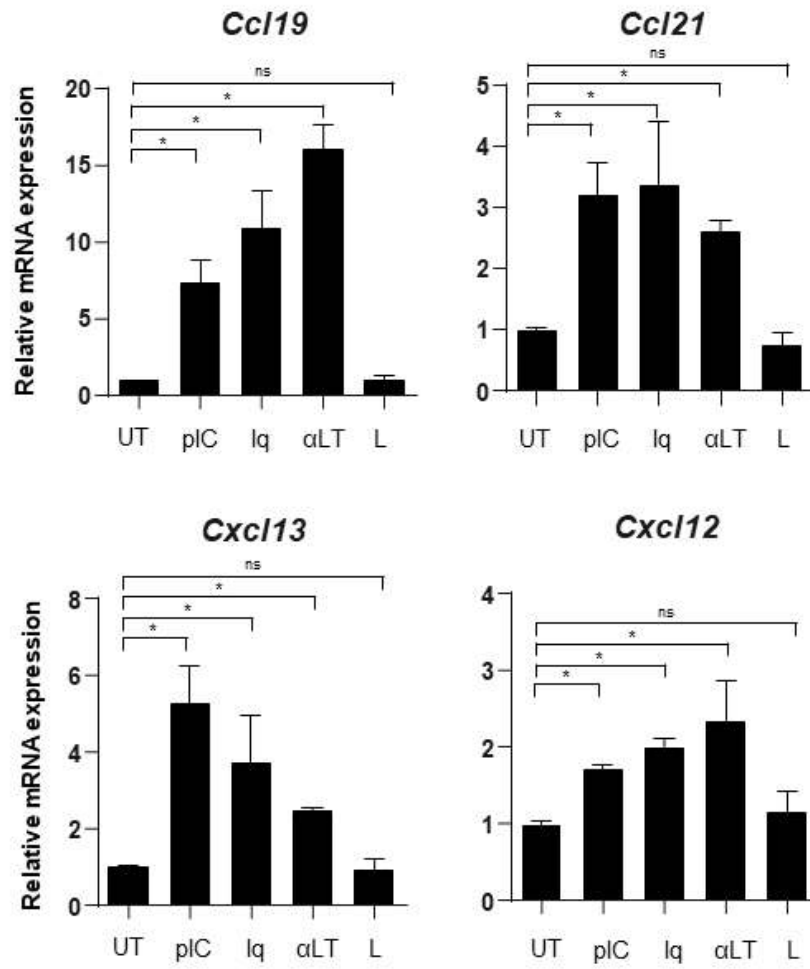 Ccl19
ns
*
*
*
Relative mRNA expression
20
15
10
5
0
UT pIC Iq αLT L
Ccl21
ns
*
*
*
5
4
3
2
1
0
UT pIC Iq αLT L
Cxcl13
ns
*
*
*
Relative mRNA expression
8
6
4
2
0
UT pIC Iq αLT L
Cxcl12
ns
*
*
*
4
3
2
1
0
UT pIC Iq αLT L